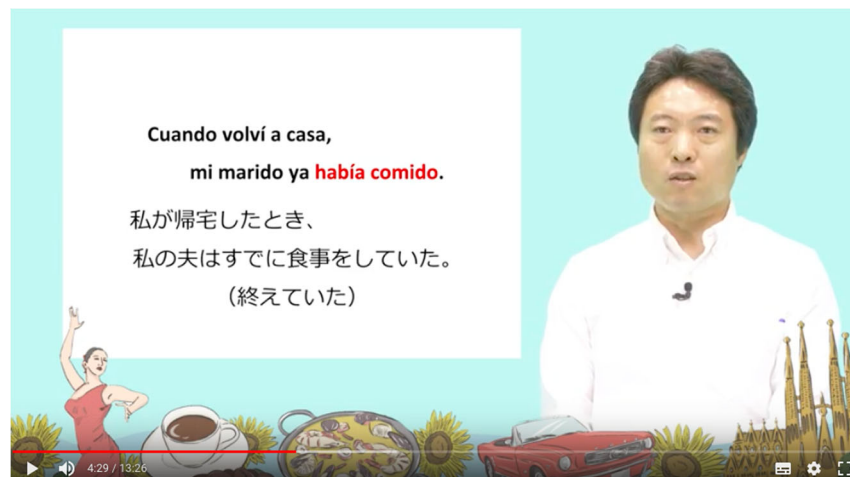 Cuando volví a casa,
mi marido ya había comido.
私が帰宅したとき、
私の夫はすでに食事をしていた。
（終えていた）
4:29 / 13:26